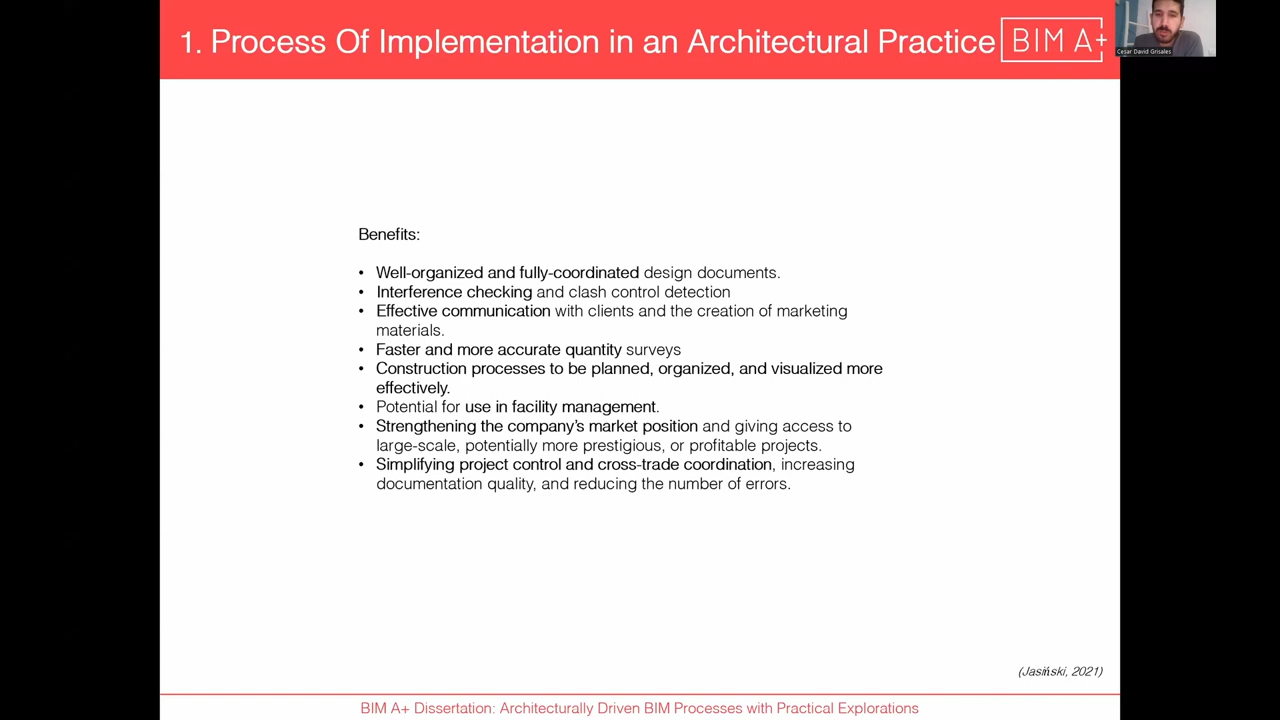 1. Process Of Implementation in an Architectural Practice
BIM A+
Cesar David Grisales
Benefits:
• Well-organized and fully-coordinated design documents.
• Interference checking and clash control detection
• Effective communication with clients and the creation of marketing
materials.
• Faster and more accurate quantity surveys
• Construction processes to be planned, organized, and visualized more
effectively.
• Potential for use in facility management.
• Strengthening the company's market position and giving access to
large-scale, potentially more prestigious, or profitable projects.
• Simplifying project control and cross-trade coordination, increasing
documentation quality, and reducing the number of errors.
(Jasiński, 2021)
BIM A+ Dissertation: Architecturally Driven BIM Processes with Practical Explorations